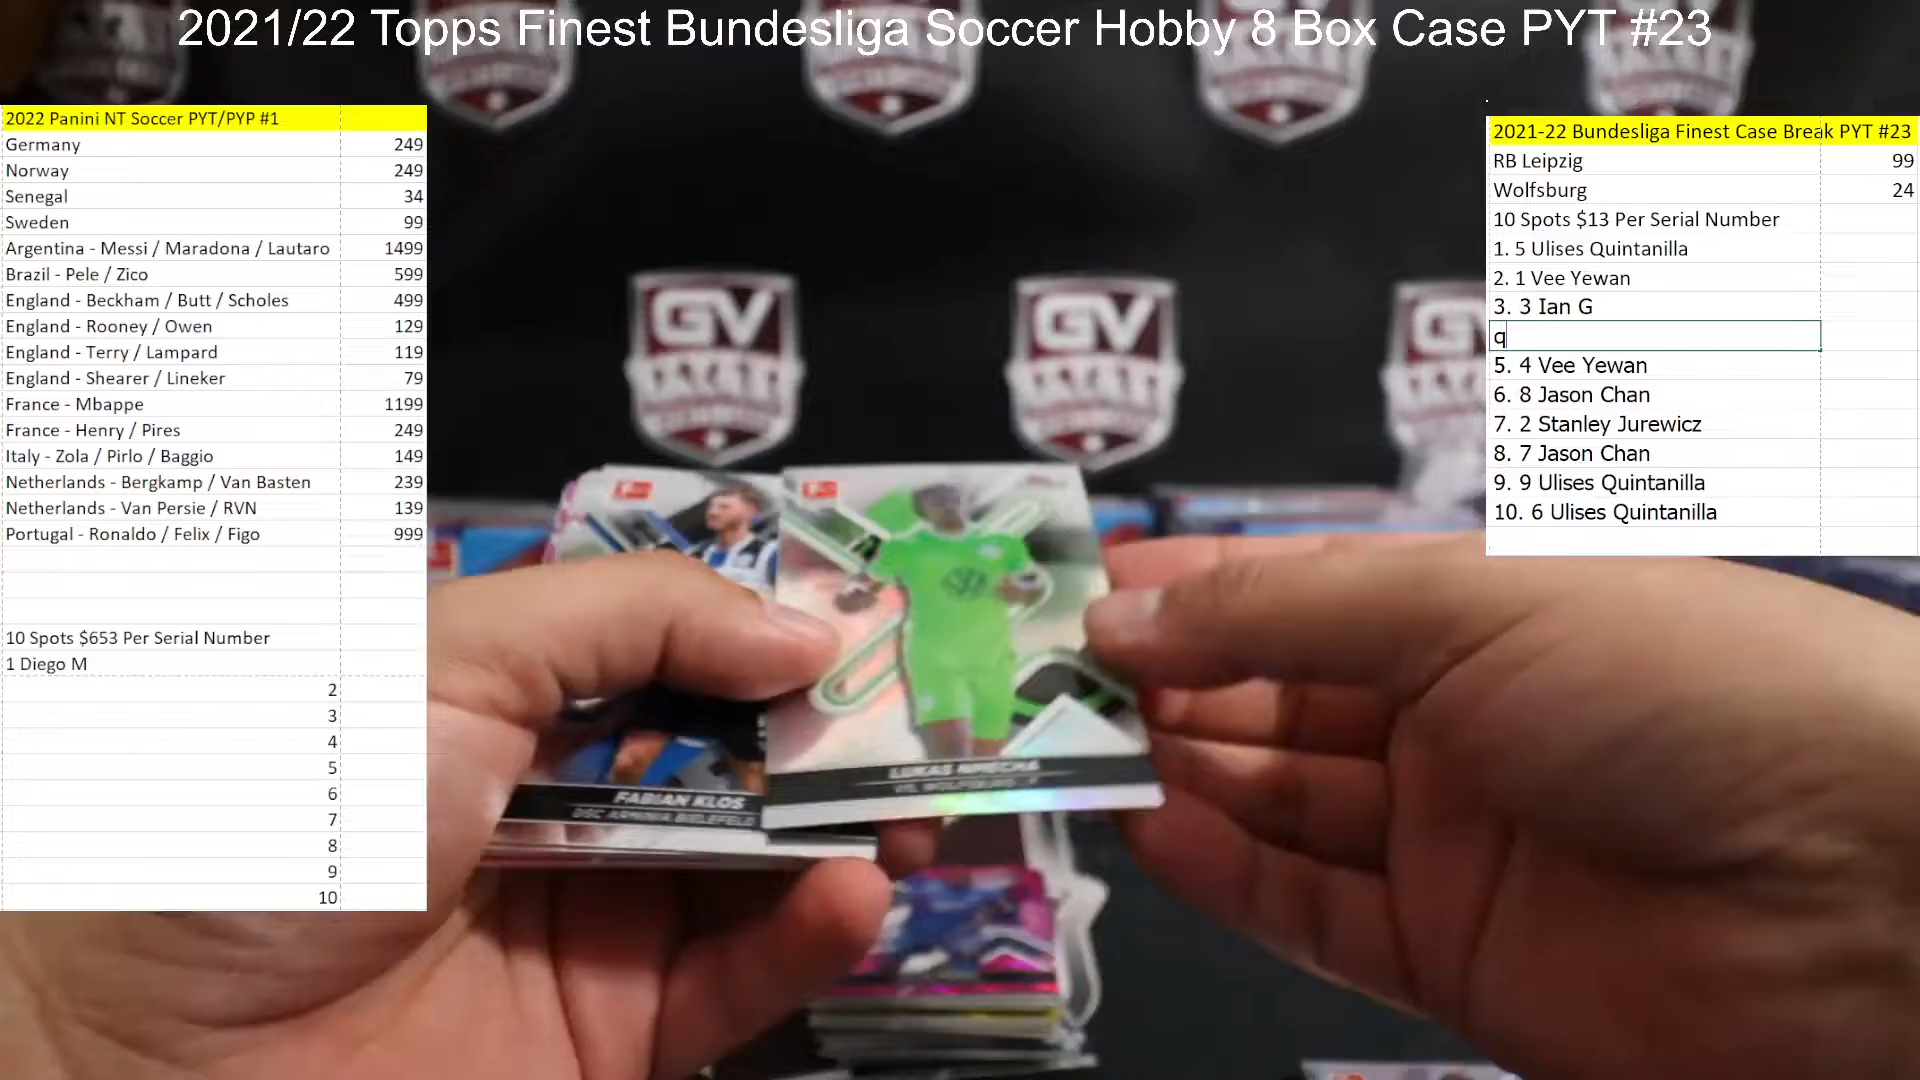 2021/22 Topps Finest Bundesliga Soccer Hobby 8 Box Case PYT #23
2022 Panini NT Soccer PYT/PYP #1
Germany 249
Norway 249
Senegal 34
Sweden 99
Argentina - Messi / Maradona / Lautaro 1499
Brazil - Pele / Zico 599
England - Beckham / Butt / Scholes 499
England - Rooney / Owen 129
England - Terry / Lampard 119
England - Shearer / Lineker 79
France - Mbappe 1199
France - Henry / Pires 249
Italy - Zola / Pirlo / Baggio 149
Netherlands - Bergkamp / Van Basten 239
Netherlands - Van Persie / RVN 139
Portugal - Ronaldo / Felix / Figo 999
10 Spots $653 Per Serial Number
1 Diego M
2
3
4
5
6
7
8
9
10
2021-22 Bundesliga Finest Case Break PYT #23
RB Leipzig 99
Wolfsburg 24
10 Spots $13 Per Serial Number
1. 5 Ulises Quintanilla
2. 1 Vee Yewan
3. 3 Ian G
q
5. 4 Vee Yewan
6. 8 Jason Chan
7. 2 Stanley Jurewicz
8. 7 Jason Chan
9. 9 Ulises Quintanilla
10. 6 Ulises Quintanilla
GV
GV
GV
FABIAN KLOS
DSC ARMINIA BIELEFELD
LUKAS NMECHA
VFL WOLFSBURG